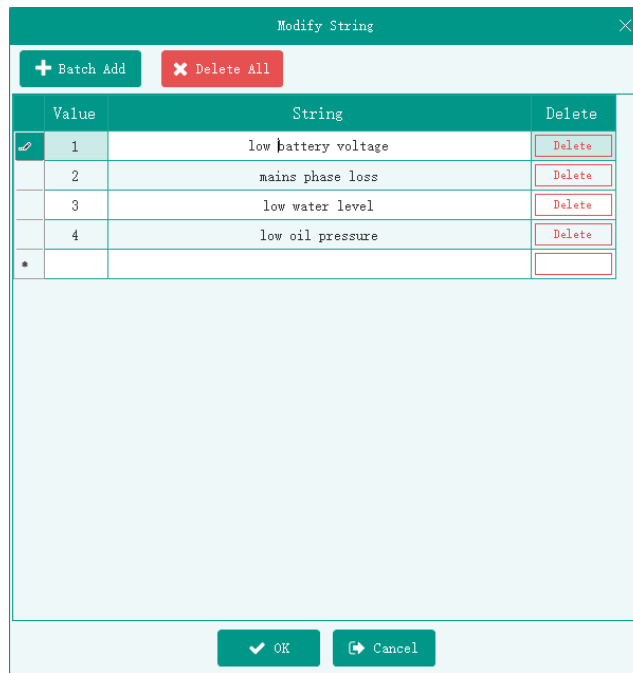 Modify String
Batch Add Delete All
Value String Delete
1 low battery voltage Delete
2 mains phase loss Delete
3 low water level Delete
4 low oil pressure Delete
*
OK Cancel